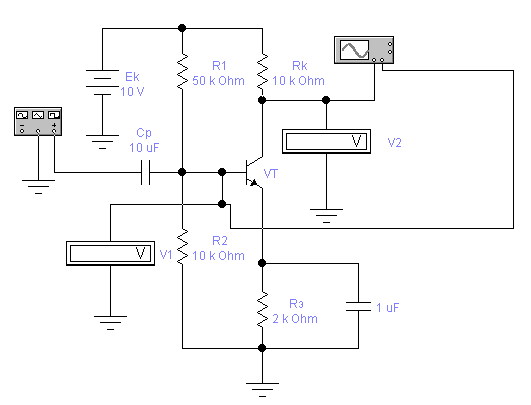 R1
50 k Ohm
Rk
10 k Ohm
Ek
10 V
Cp
10 uF
V
V2
VT
V
V1
R2
10 k Ohm
Rз
2 k Ohm
1 uF